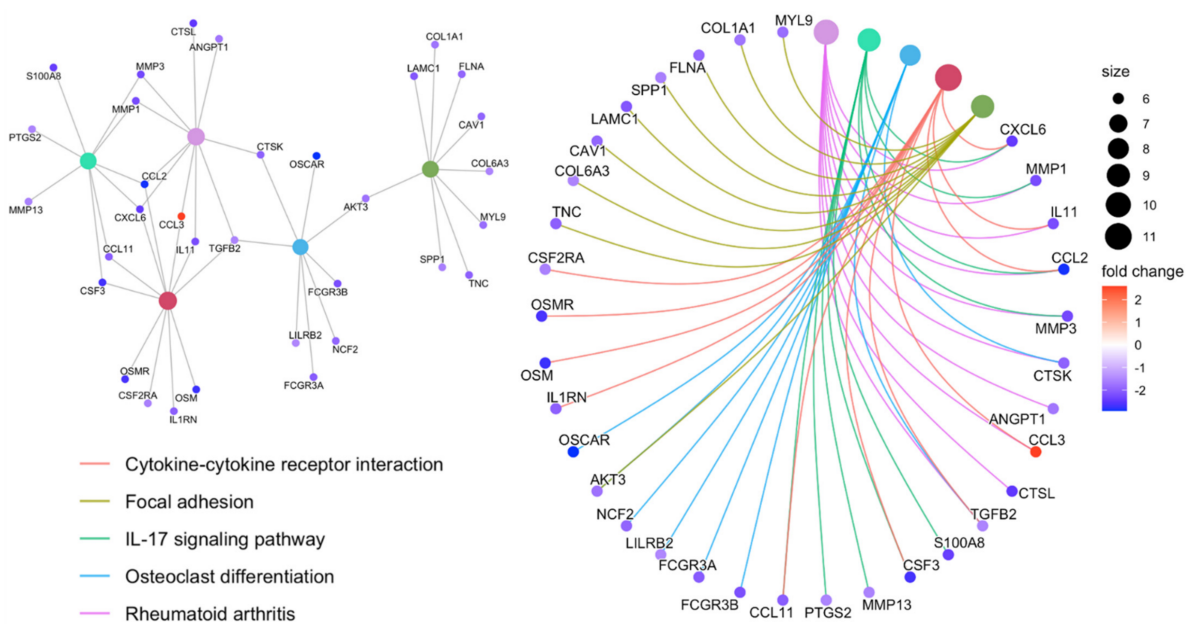 CTSL
ANGPT1
COL1A1
S100A8
MMP3
LAMC1
FLNA
MMP1
PTGS2
CAV1
CTSK
OSCAR
CCL2
COL6A3
MMP13
CXCL6
AKT3
CCL3
MYL9
CCL11
IL11
TGFB2
SPP1
TNC
CSF3
FCGR3B
LILRB2
NCF2
OSMR
CSF2RA
OSM
FCGR3A
IL1RN
Cytokine-cytokine receptor interaction
Focal adhesion
IL-17 signaling pathway
Osteoclast differentiation
Rheumatoid arthritis
MYL9
COL1A1
FLNA
SPP1
LAMC1
CAV1
COL6A3
TNC
CSF2RA
OSMR
OSM
IL1RN
OSCAR
AKT3
NCF2
LILRB2
FCGR3A
FCGR3B
CCL11
PTGS2
MMP13
CSF3
S100A8
TGFB2
CTSL
CCL3
ANGPT1
CTSK
MMP3
CCL2
IL11
MMP1
CXCL6
size
6
7
8
9
10
11
fold change
2
1
0
-1
-2